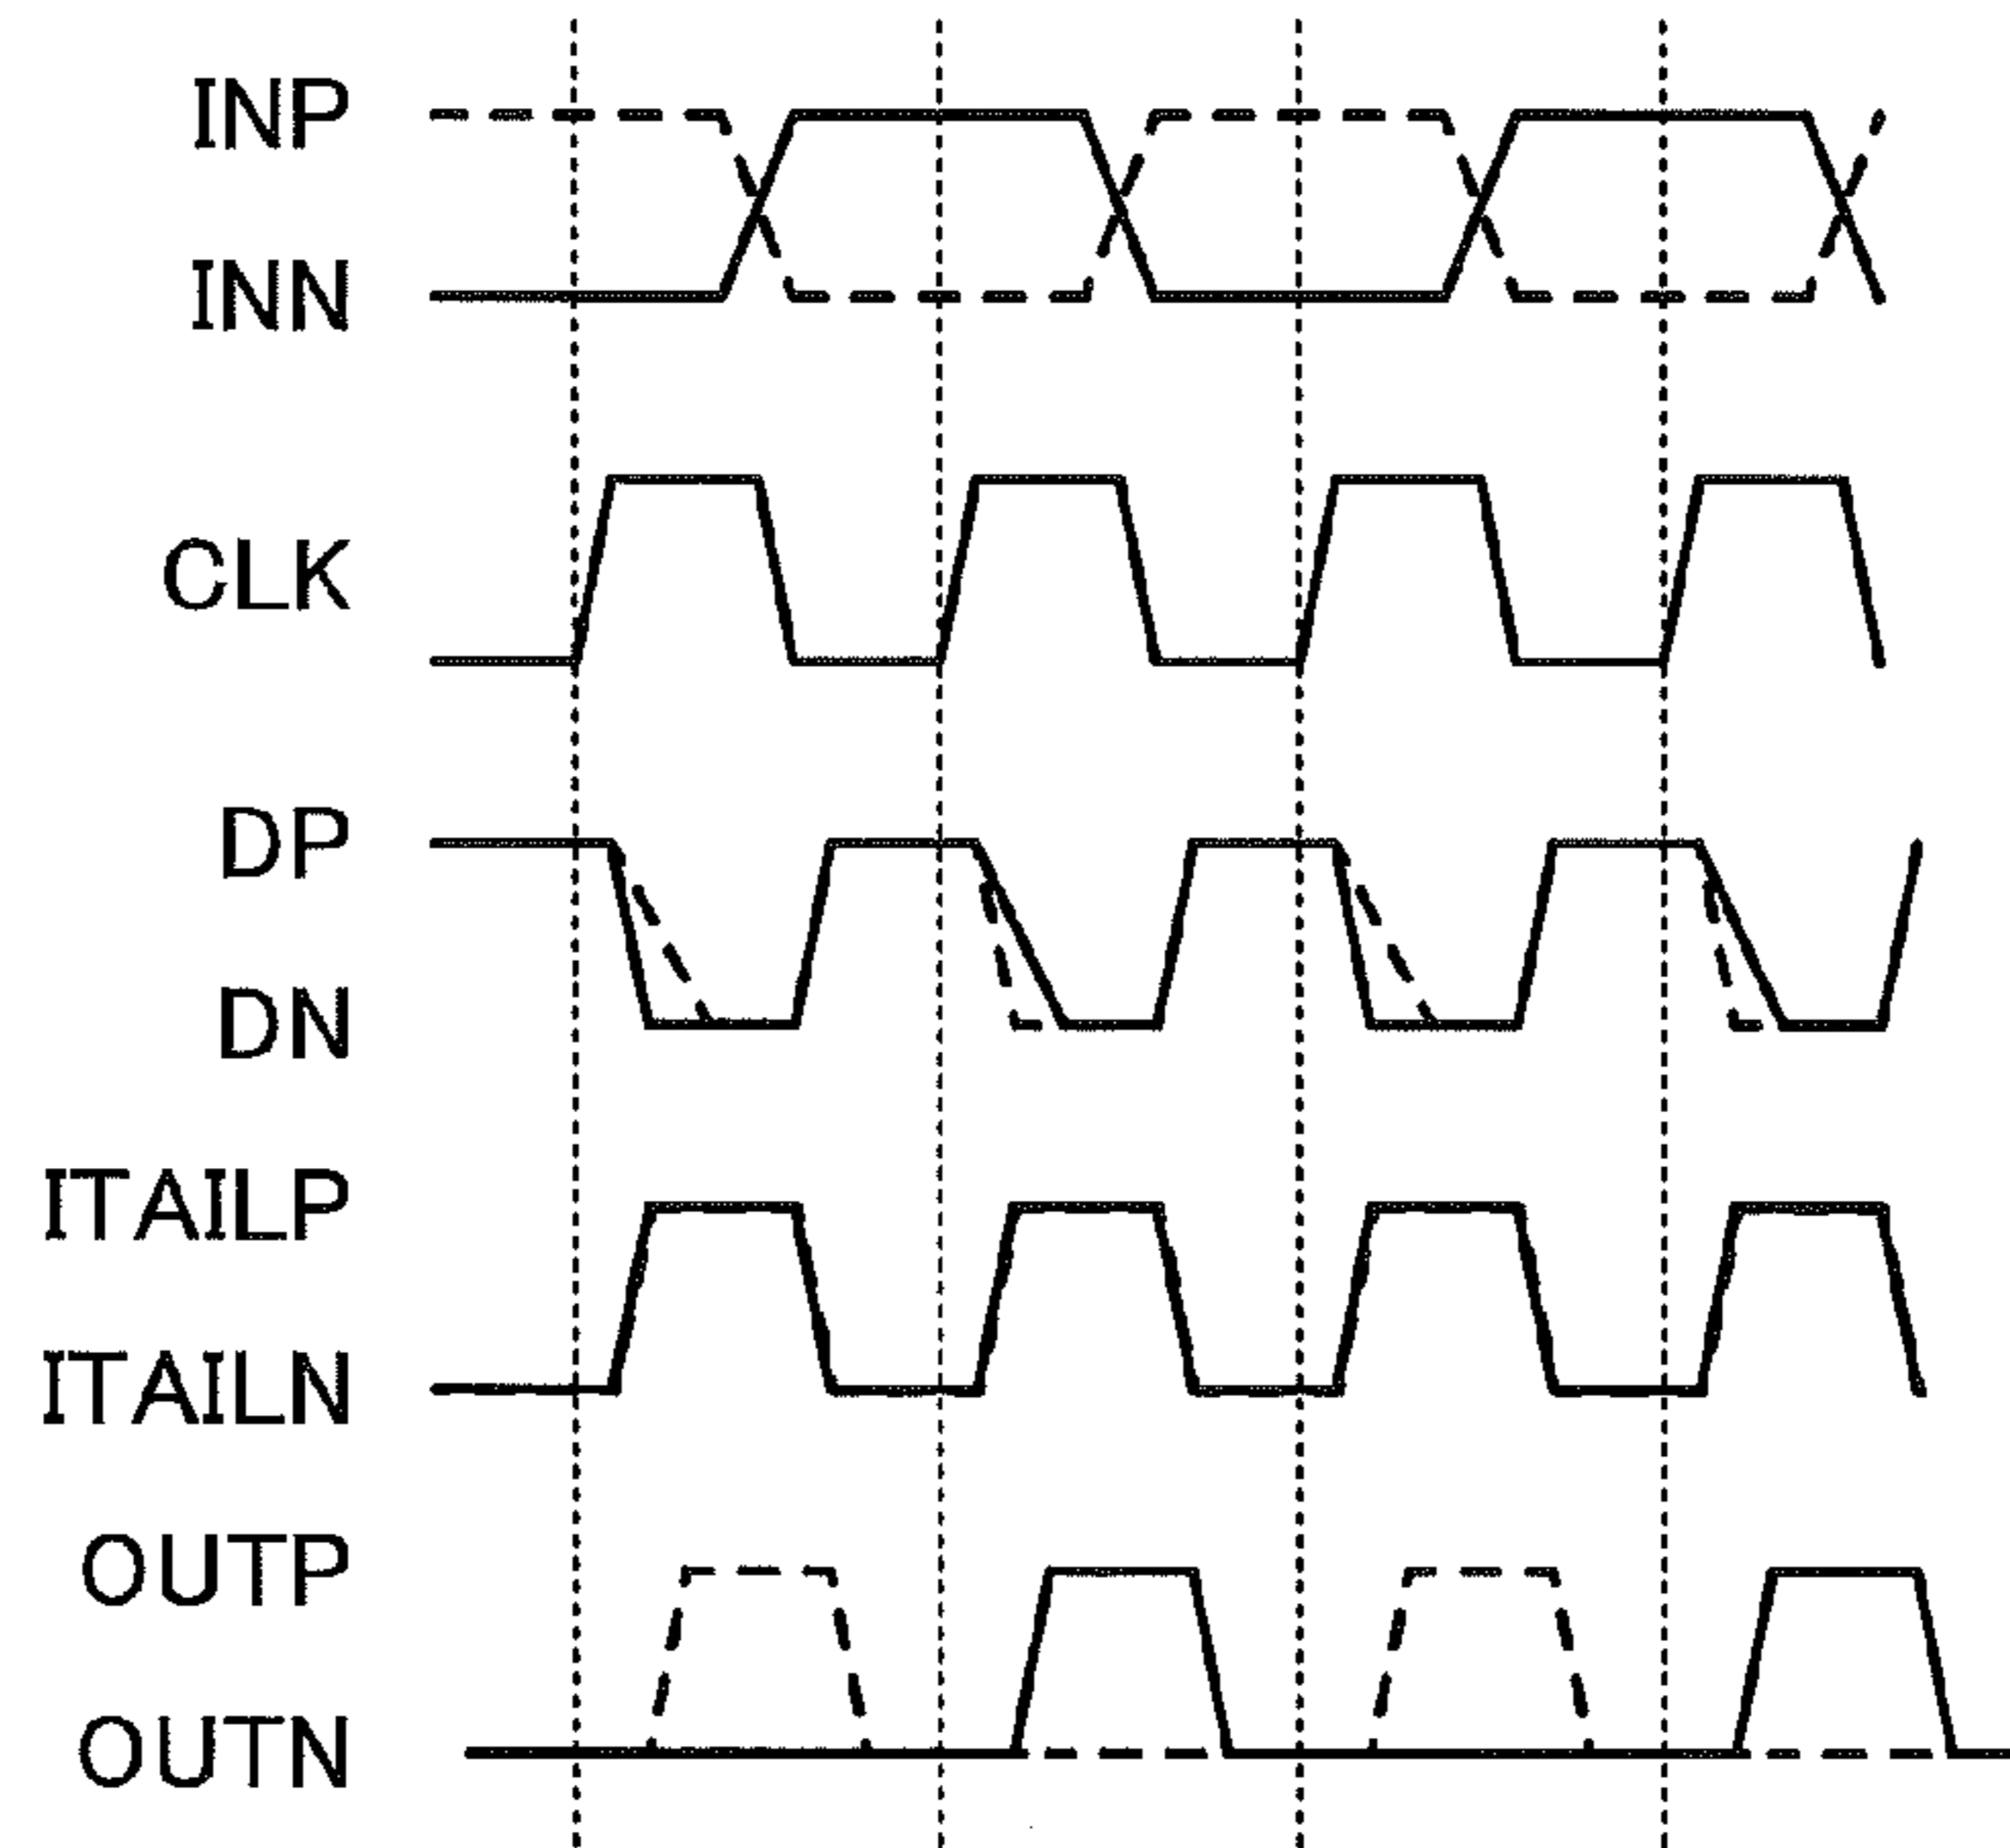 INP
INN
CLK
DP
DN
ITAILP
ITAILN
OUTP
OUTN